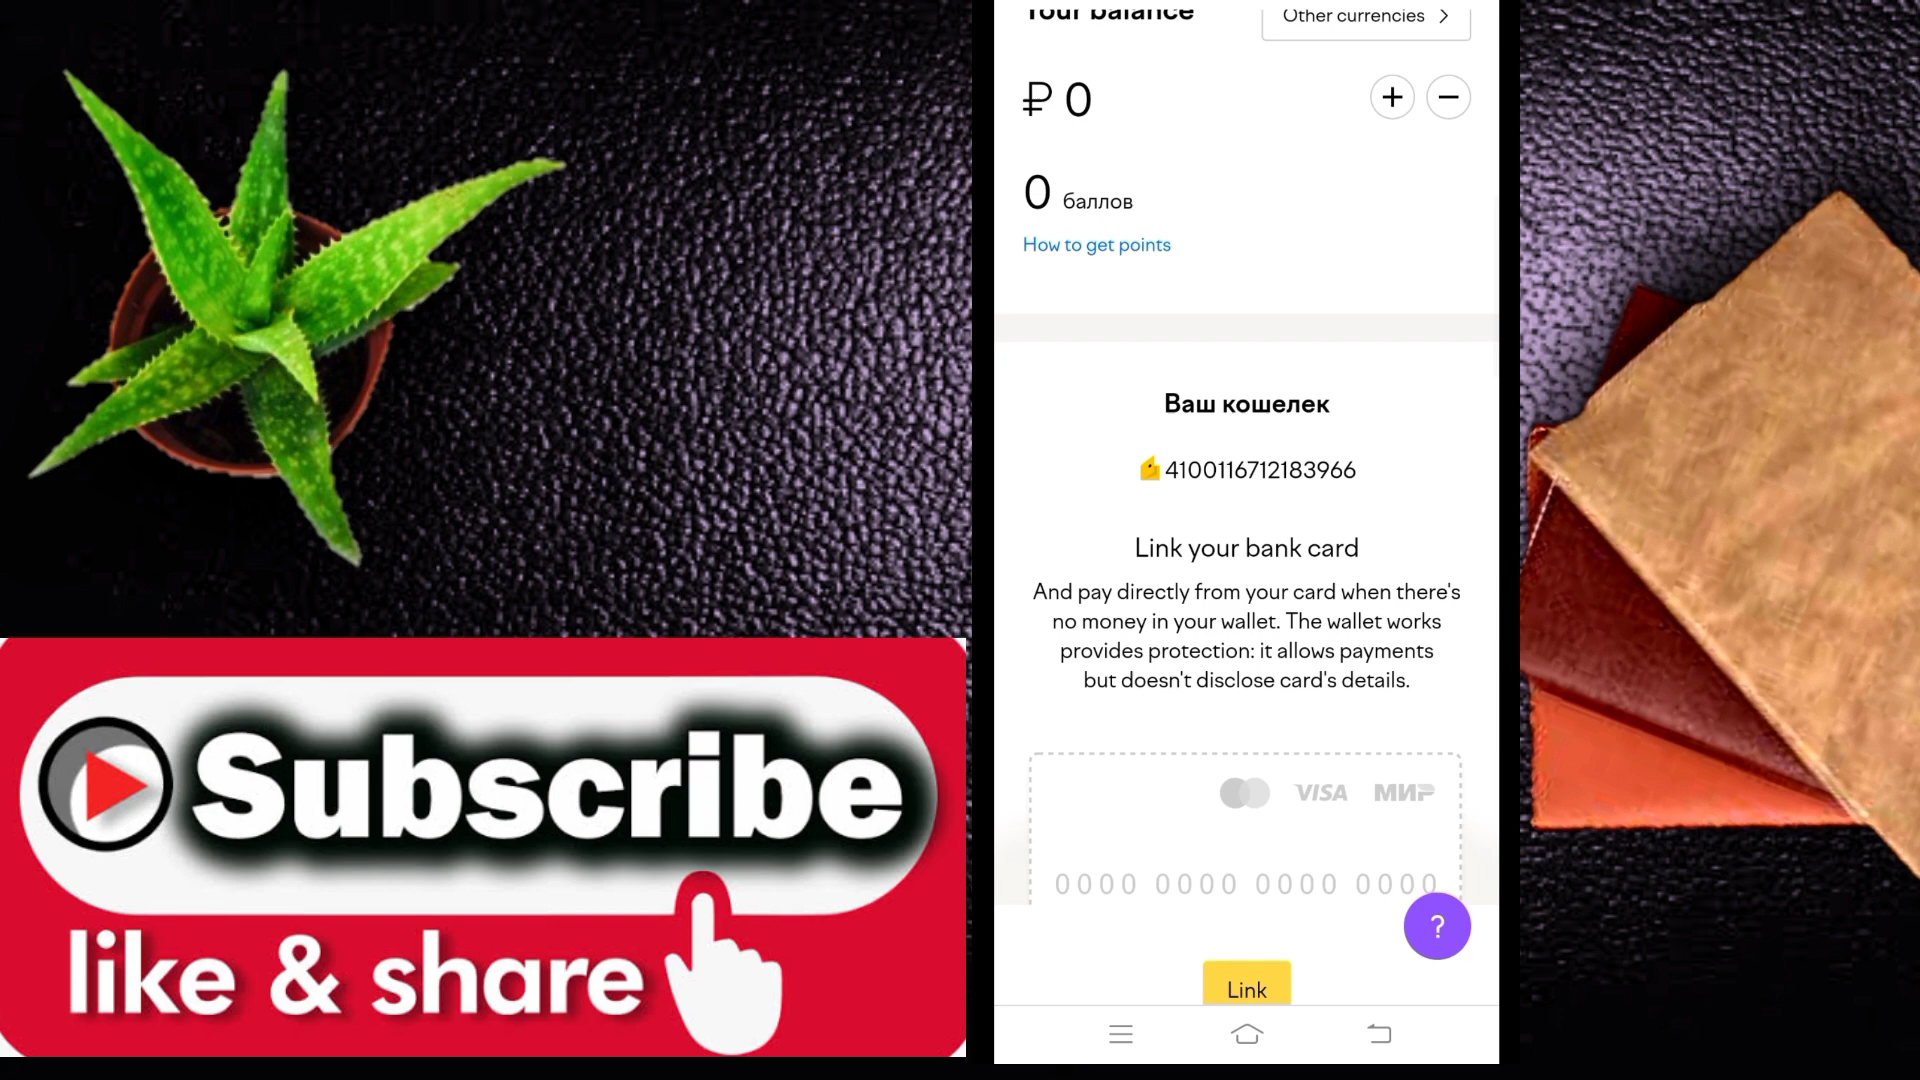 Your balance
Other currencies
₽ 0
0 баллов
How to get points
Ваш кошелек
4100116712183966
Link your bank card
And pay directly from your card when there's
no money in your wallet. The wallet works
provides protection: it allows payments
but doesn't disclose card's details.
VISA МИР
0000 0000 0000 0000
?
Link
Subscribe
like & share